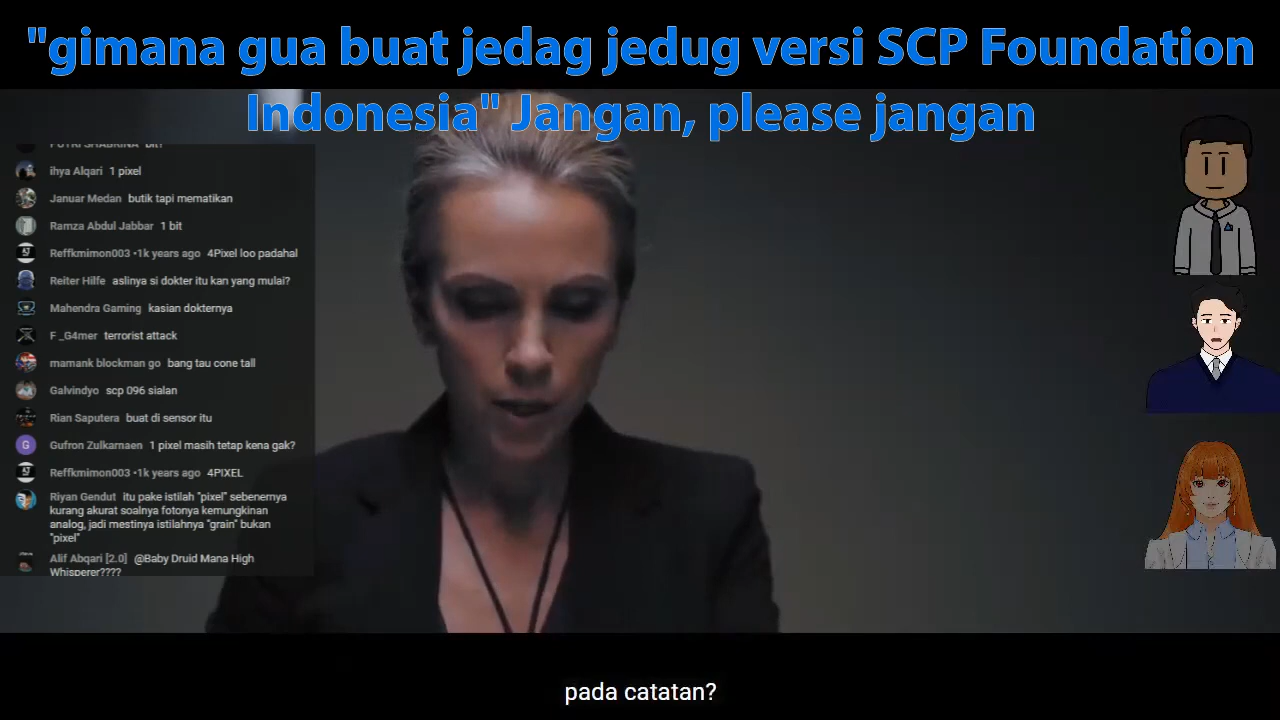 "gimana gua buat jedag jedug versi SCP Foundation
Indonesia" Jangan, please jangan
PUTRI SHABRINA bit?
ihya Alqari 1 pixel
Januar Medan butik tapi mematikan
Ramza Abdul Jabbar 1 bit
Reffkmimon003 •1k years ago 4Pixel loo padahal
Reiter Hilfe aslinya si dokter itu kan yang mulai?
Mahendra Gaming kasian dokternya
F_G4mer terrorist attack
mamank blockman go bang tau cone tall
Galvindyo scp 096 sialan
Rian Saputera buat di sensor itu
G
Gufron Zulkarnaen 1 pixel masih tetap kena gak?
Reffkmimon003 •1k years ago 4PIXEL
Riyan Gendut itu pake istilah "pixel" sebenernya
kurang akurat soalnya fotonya kemungkinan
analog, jadi mestinya istilahnya "grain" bukan
"pixel"
Alif Abqari [2.0] @Baby Druid Mana High
Whisperer????
pada catatan?